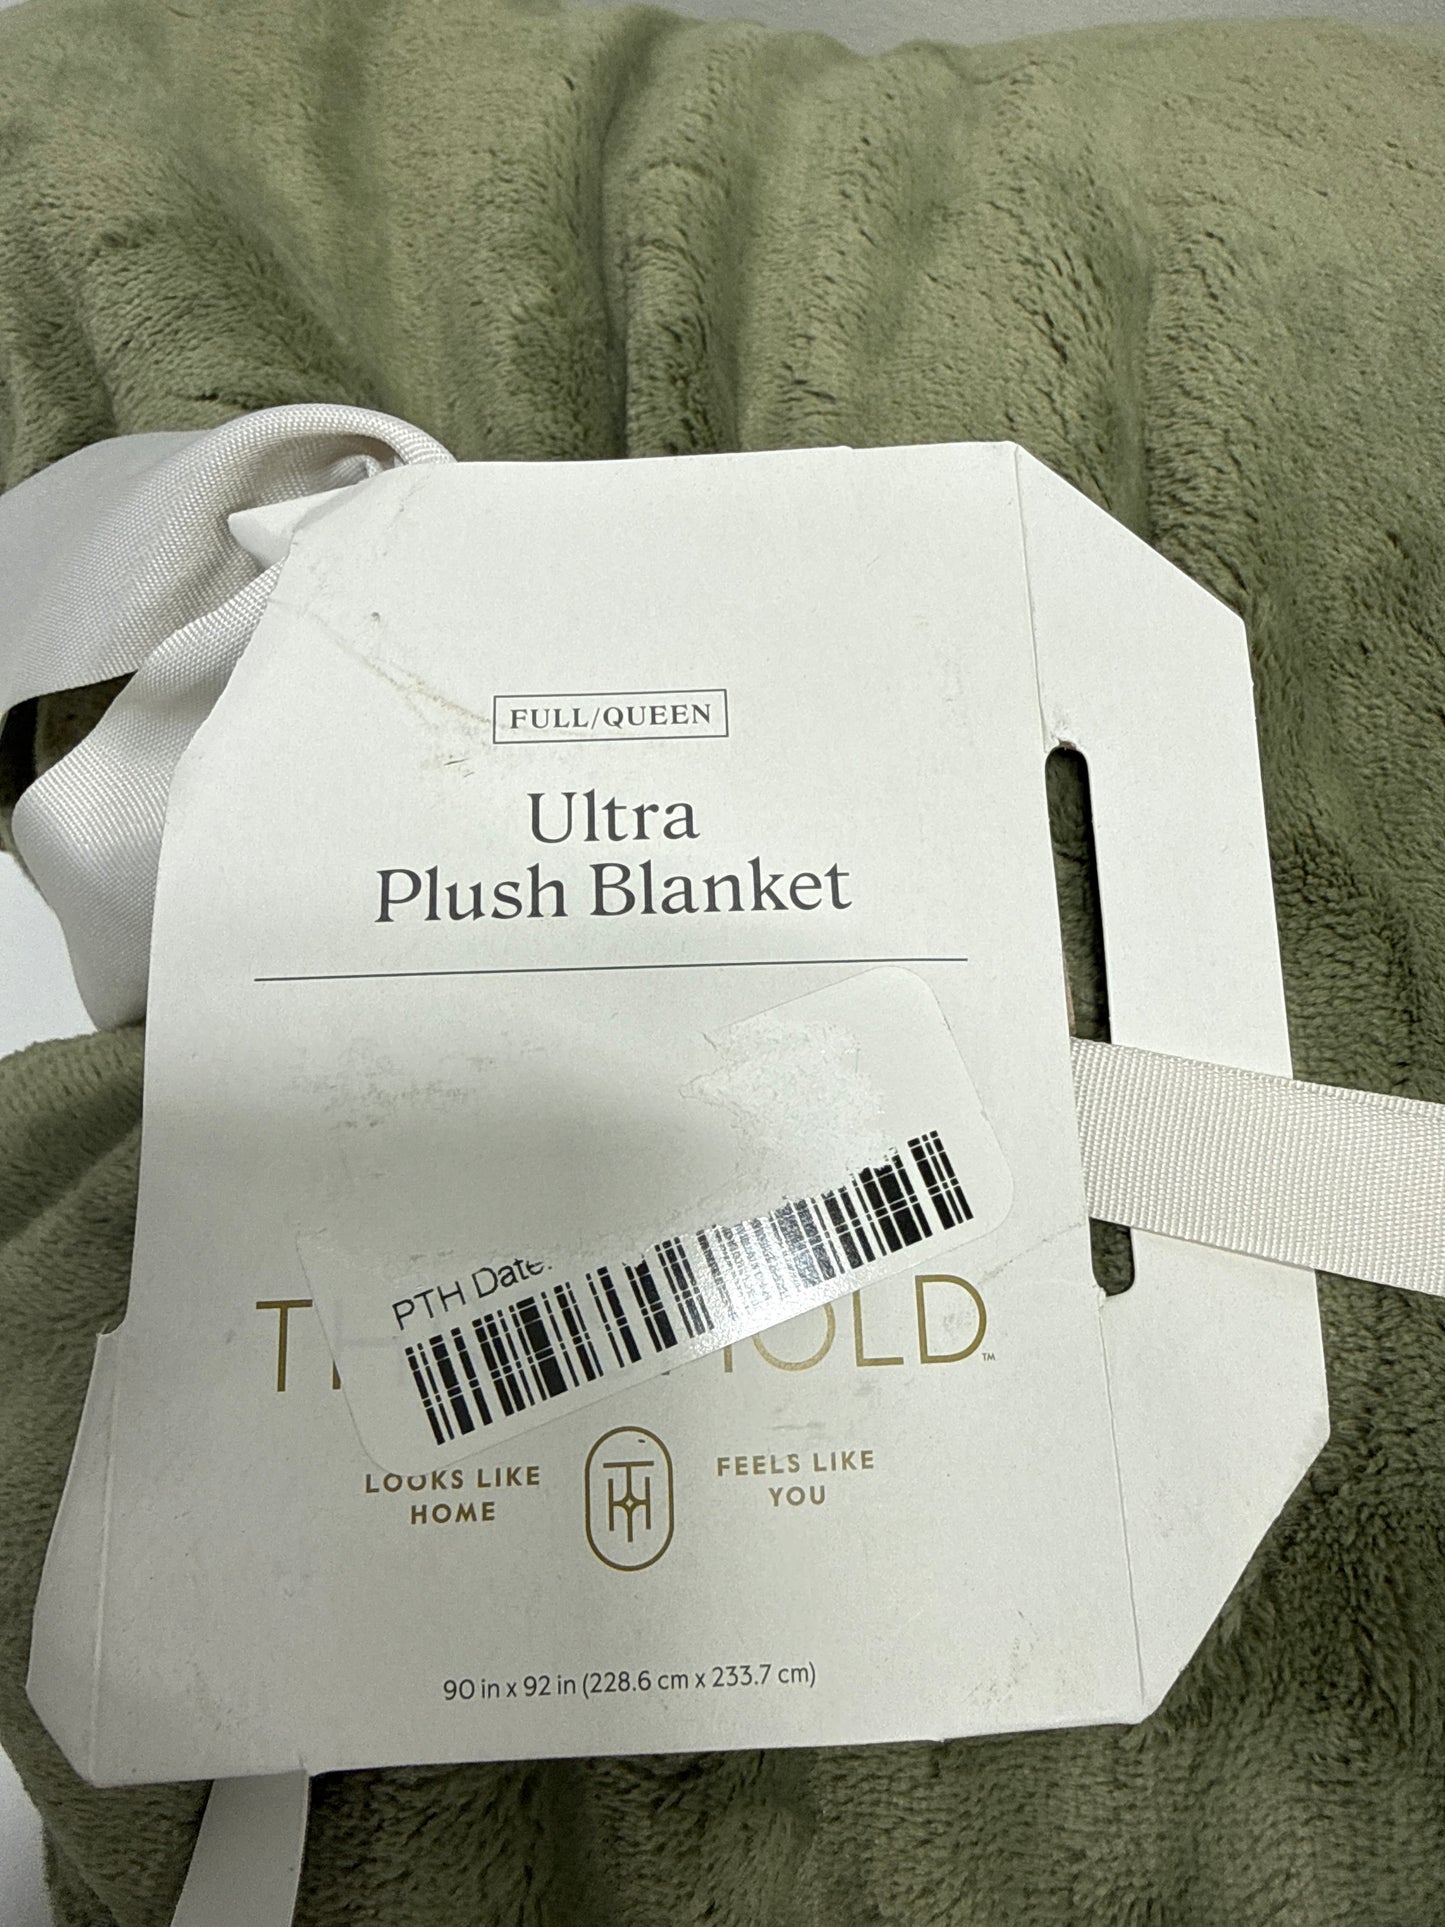 FULL/QUEEN
Ultra
Plush Blanket
PTH Date:
LOOKS LIKE
HOME
FEELS LIKE
YOU
90 in x 92 in (228.6 cm x 233.7 cm)